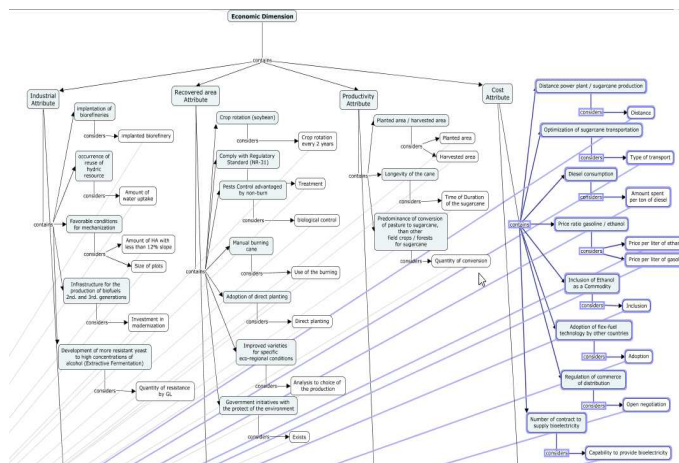 Economic Dimension
contains
Industrial
Attribute
implantation of
biorefineries
considers
implanted biorefinery
occurrence of
reuse of
hydric
resource
considers
Amount of
water uptake
contains
Favorable conditions
for mechanization
considers
Amount of HA with
less than 12% slope
Size of plots
Infrastructure for the
production of biofuels
2nd. and 3rd. generations
considers
Investment in
modernization
Development of more resistant yeast
to high concentrations of
alcohol (Extractive Fermentation)
considers
Quantity of resistance
by GL
Recovered area
Attribute
Crop rotation (soybean)
considers
Crop rotation
every 2 years
Comply with Regulatory
Standard (NR-31)
Pests Control advantaged
by non-burn
Treatment
considers
biological control
Manual burning
cane
contains
considers
Use of the burning
Adoption of direct planting
considers
Direct planting
Improved varieties
for specific
eco-regional conditions
considers
Analysis to choice of
the production
Government initiatives with
the protect of the environment
considers
Exists
Productivity
Attribute
Planted area / harvested area
considers
Planted area
Harvested area
contains
Longevity of the cane
considers
Time of Duration
of the sugarcane
Predominance of conversion
of pasture to sugarcane,
then other
field crops / forests
for sugarcane
considers
Quantity of conversion
Cost
Attribute
contains
Distance power plant / sugarcane production
considers
Distance
Optimization of sugarcane transportation
considers
Type of transport
Diesel consumption
considers
Amount spent
per ton of diesel
Price ratio gasoline / ethanol
considers
Price per liter of ethan
Price per liter of gasol
Inclusion of Ethanol
as a Commodity
considers
Inclusion
Adoption of flex-fuel
technology by other countries
considers
Adoption
Regulation of commerce
of distribution
considers
Open negotiation
Number of contract to
supply bioelectricity
considers
Capability to provide bioelectricity